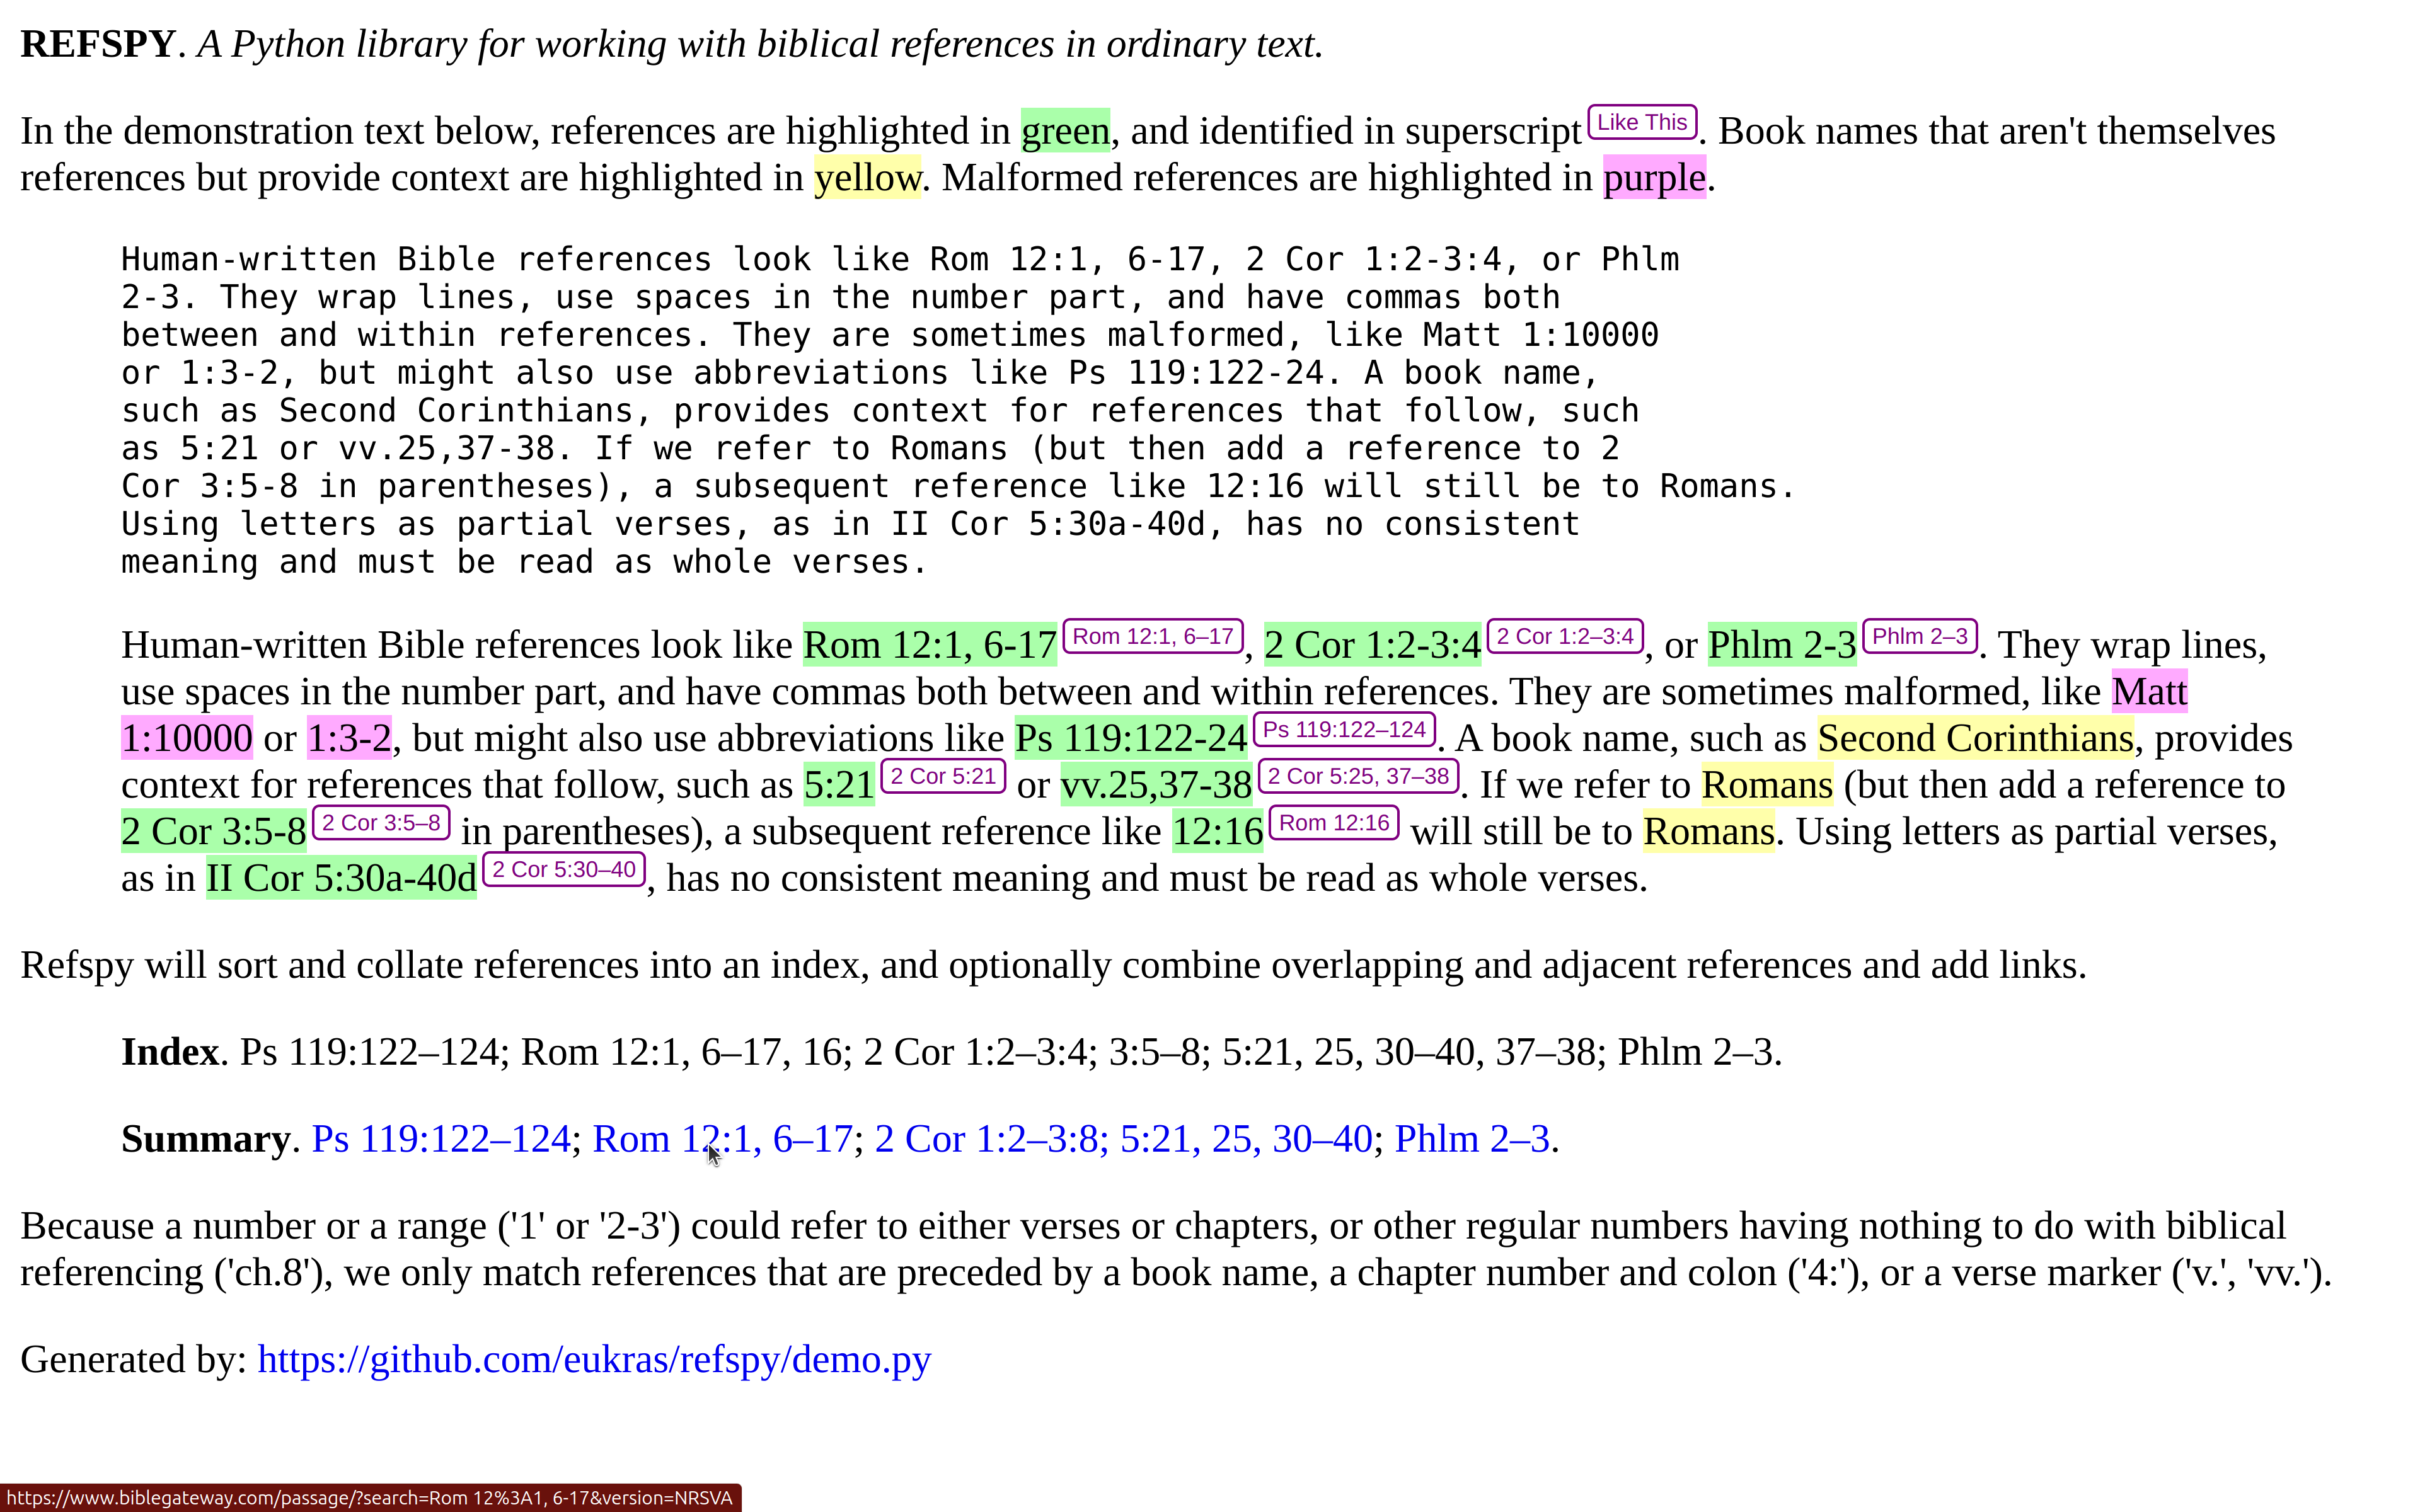 REFSPY. A Python library for working with biblical references in ordinary text.
In the demonstration text below, references are highlighted in green, and identified in superscript Like This. Book names that aren't themselves
references but provide context are highlighted in yellow. Malformed references are highlighted in purple.
Human-written Bible references look like Rom 12:1, 6-17, 2 Cor 1:2-3:4, or Phlm
2-3. They wrap lines, use spaces in the number part, and have commas both
between and within references. They are sometimes malformed, like Matt 1:10000
or 1:3-2, but might also use abbreviations like Ps 119:122-24. A book name,
such as Second Corinthians, provides context for references that follow, such
as 5:21 or vv.25,37-38. If we refer to Romans (but then add a reference to 2
Cor 3:5-8 in parentheses), a subsequent reference like 12:16 will still be to Romans.
Using letters as partial verses, as in II Cor 5:30a-40d, has no consistent
meaning and must be read as whole verses.
Human-written Bible references look like Rom 12:1, 6-17 Rom 12:1, 6–17, 2 Cor 1:2-3:4 2 Cor 1:2–3:4, or Phlm 2-3 Phlm 2–3. They wrap lines,
use spaces in the number part, and have commas both between and within references. They are sometimes malformed, like Matt
1:10000 or 1:3-2, but might also use abbreviations like Ps 119:122-24 Ps 119:122–124. A book name, such as Second Corinthians, provides
context for references that follow, such as 5:21 2 Cor 5:21 or vv.25,37-38 2 Cor 5:25, 37–38. If we refer to Romans (but then add a reference to
2 Cor 3:5-8 2 Cor 3:5–8 in parentheses), a subsequent reference like 12:16 Rom 12:16 will still be to Romans. Using letters as partial verses,
as in II Cor 5:30a-40d 2 Cor 5:30–40, has no consistent meaning and must be read as whole verses.
Refspy will sort and collate references into an index, and optionally combine overlapping and adjacent references and add links.
Index. Ps 119:122–124; Rom 12:1, 6–17, 16; 2 Cor 1:2–3:4; 3:5–8; 5:21, 25, 30–40, 37–38; Phlm 2–3.
Summary. Ps 119:122–124; Rom 12:1, 6–17; 2 Cor 1:2–3:8; 5:21, 25, 30–40; Phlm 2–3.
Because a number or a range ('1' or '2-3') could refer to either verses or chapters, or other regular numbers having nothing to do with biblical
referencing ('ch.8'), we only match references that are preceded by a book name, a chapter number and colon ('4:'), or a verse marker ('v.', 'vv.').
Generated by: https://github.com/eukras/refspy/demo.py
https://www.biblegateway.com/passage/?search=Rom 12%3A1, 6-17&version=NRSVA